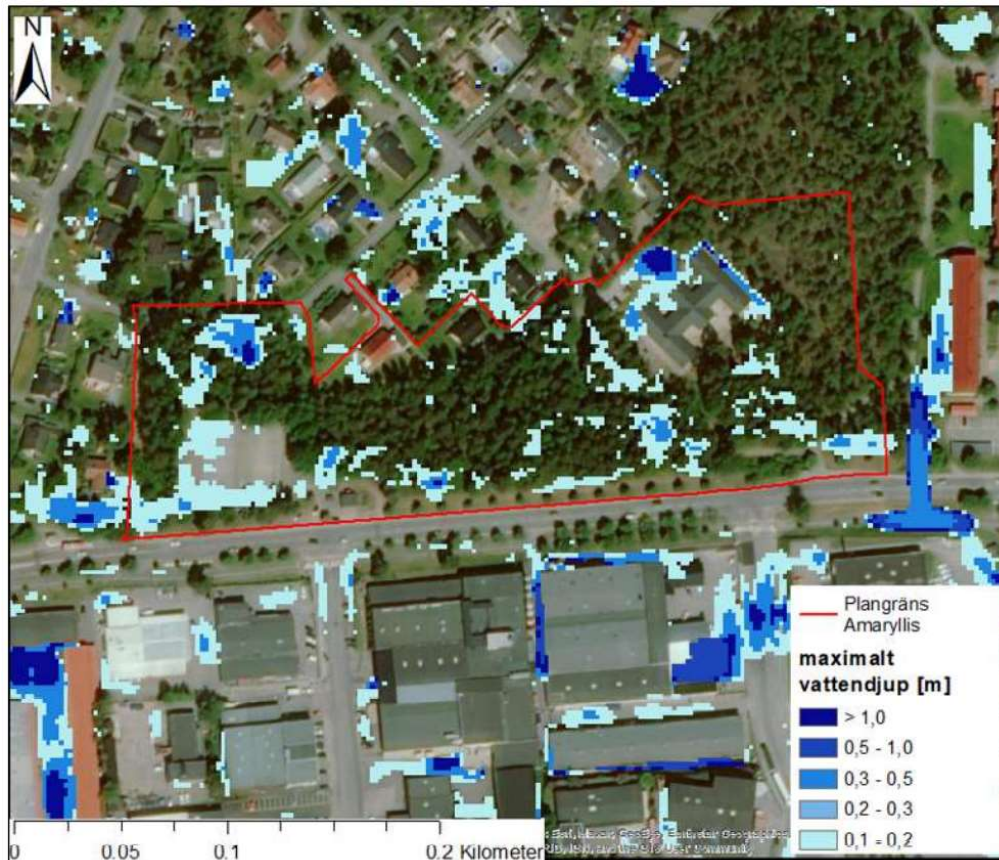 N
Plangräns
Amaryllis
maximalt
vattendjup [m]
> 1,0
0,5 - 1,0
0,3 - 0,5
0,2 - 0,3
0,1 - 0,2
0 0.05 0.1 0.2 Kilometer